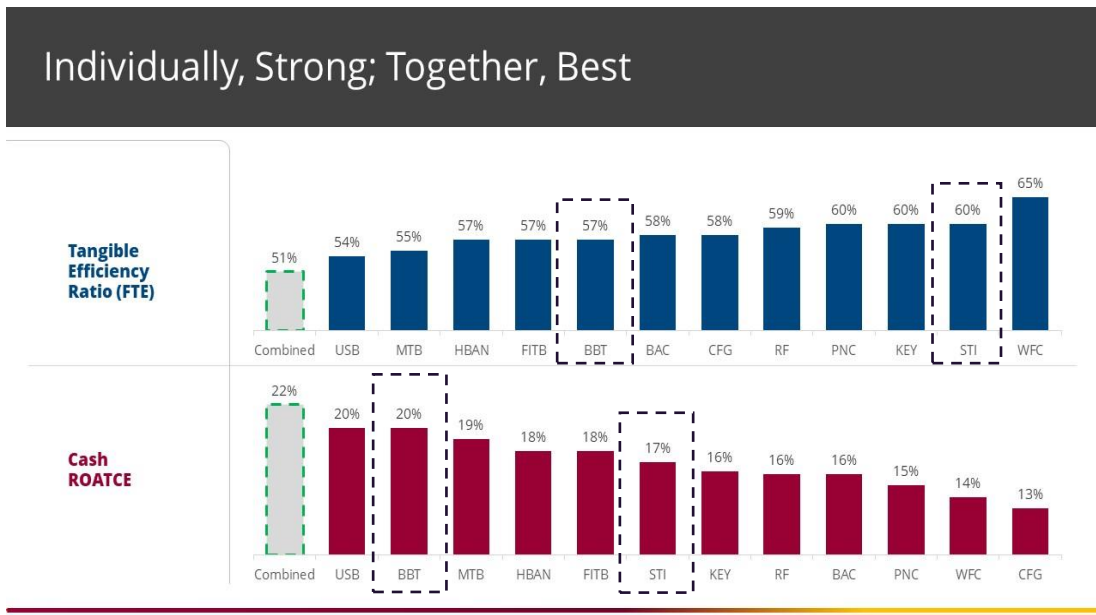 Individually, Strong; Together, Best
Tangible
Efficiency
Ratio (FTE)
51% 54% 55% 57% 57% 57% 58% 58% 59% 60% 60% 60% 65%
Combined USB MTB HBAN FITB BBT BAC CFG RF PNC KEY STI WFC
Cash
ROATCE
22% 20% 20% 19% 18% 18% 17% 16% 16% 16% 15% 14% 13%
Combined USB BBT MTB HBAN FITB STI KEY RF BAC PNC WFC CFG